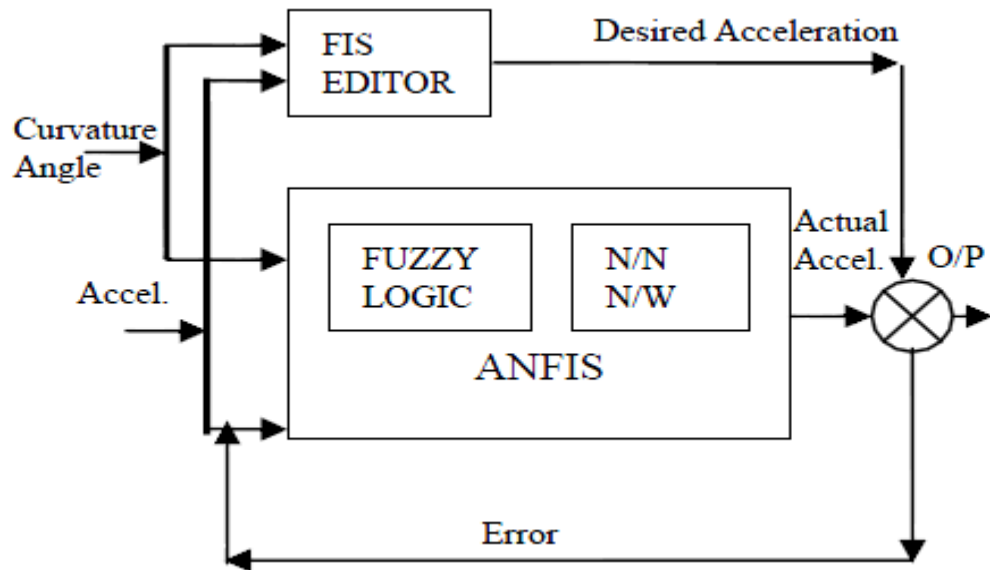 FIS
EDITOR
Desired Acceleration
Curvature
Angle
Accel.
FUZZY
LOGIC
N/N
N/W
ANFIS
Actual
Accel.
O/P
Error